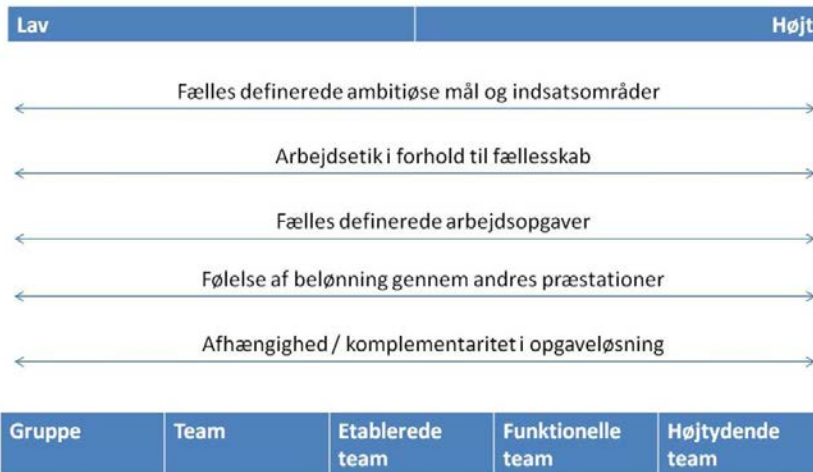 Lav Højt
Fælles definerede ambitiøse mål og indsatsområder
Arbejdsetik i forhold til fællesskab
Fælles definerede arbejdsopgaver
Følelse af belønning gennem andres præstationer
Afhængighed / komplementaritet i opgaveløsning
Gruppe Team Etablerede team Funktionelle team Højtydende team